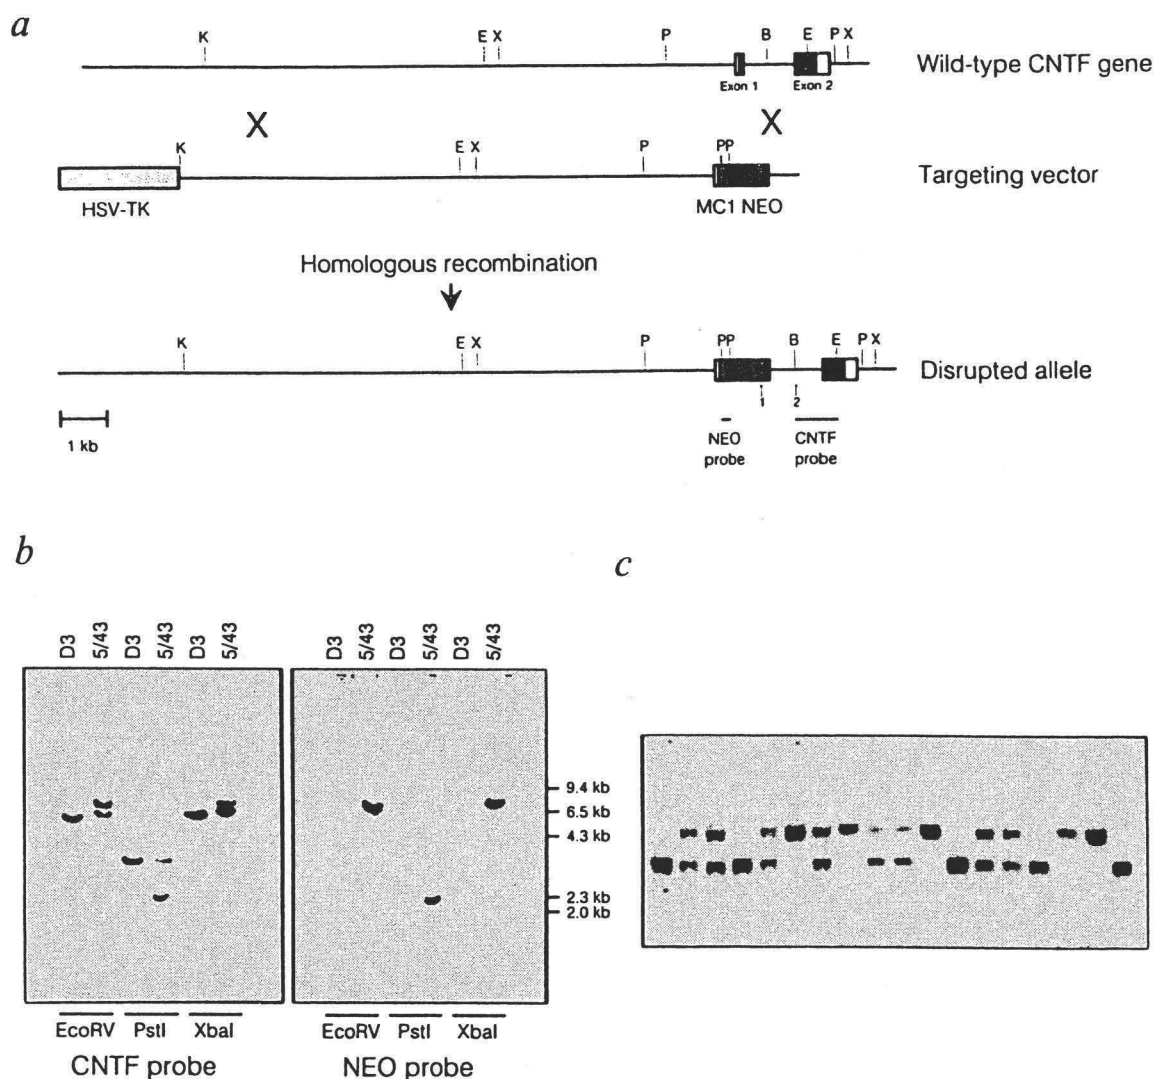 a
K E X P B E P X
Wild-type CNTF gene
Exon 1 Exon 2
X X
K E X P PP
Targeting vector
HSV-TK MC1 NEO
Homologous recombination
K E X P PP B E P X
Disrupted allele
1 2
1 kb
NEO probe
CNTF probe
b
c
D3 5/43 D3 5/43 D3 5/43
D3 5/43 D3 5/43 D3 5/43
9.4 kb
6.5 kb
4.3 kb
2.3 kb
2.0 kb
EcoRV PstI XbaI
EcoRV PstI XbaI
CNTF probe
NEO probe